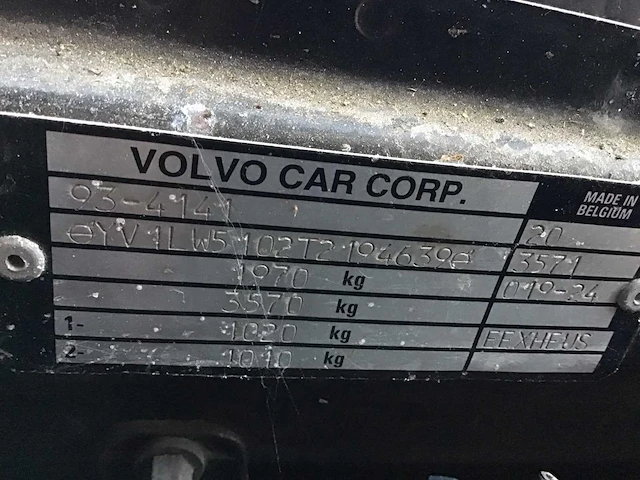 VOLVO CAR CORP.
MADE IN
BELGIUM
93-4141
20
eYV1LW5102T2194639e
3571
1970 kg
019-24
3570 kg
1- 1020 kg
EEXHEUS
2- 1010 kg